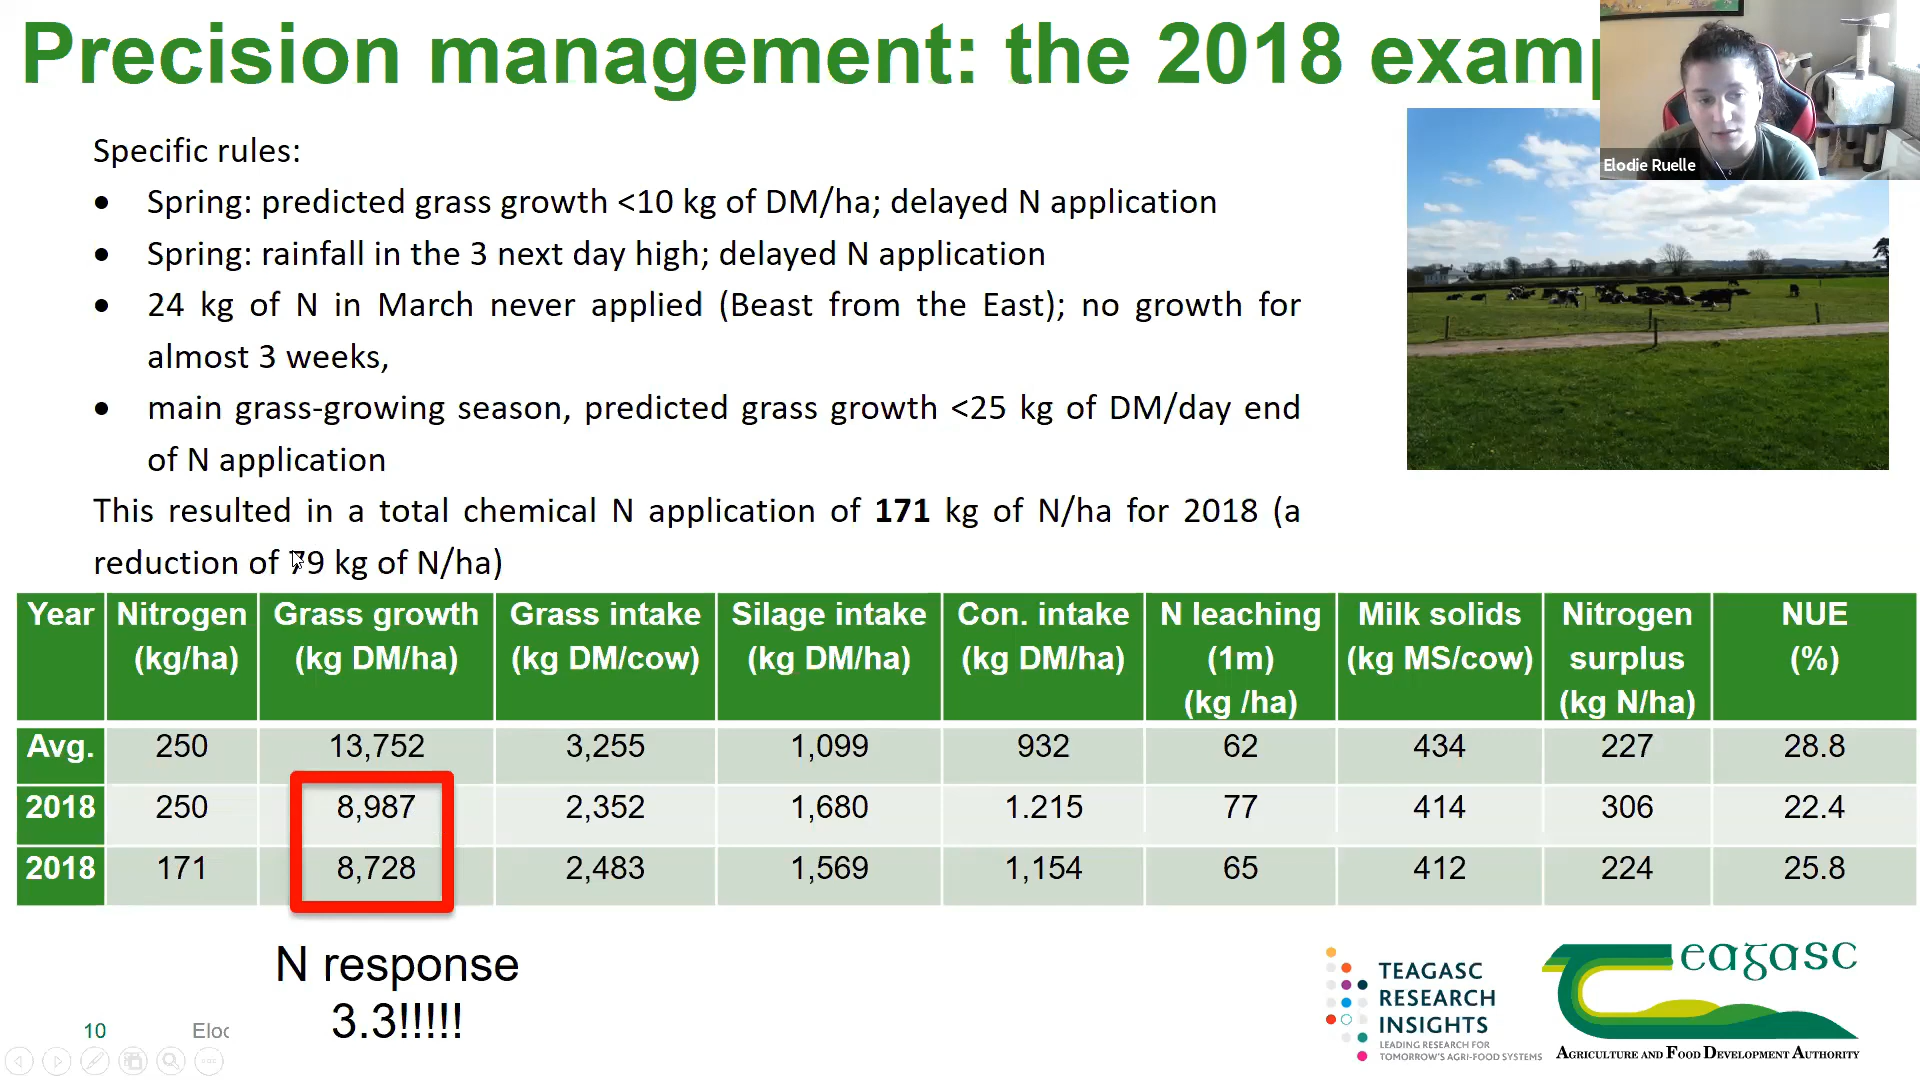 Precision management: the 2018 exam
Elodie Ruelle
Specific rules:
• Spring: predicted grass growth <10 kg of DM/ha; delayed N application
• Spring: rainfall in the 3 next day high; delayed N application
• 24 kg of N in March never applied (Beast from the East); no growth for
almost 3 weeks,
• main grass-growing season, predicted grass growth <25 kg of DM/day end
of N application
This resulted in a total chemical N application of 171 kg of N/ha for 2018 (a
reduction of 79 kg of N/ha)
Year Nitrogen Grass growth Grass intake Silage intake Con. intake N leaching Milk solids Nitrogen NUE
(kg/ha) (kg DM/ha) (kg DM/cow) (kg DM/ha) (kg DM/ha) (1m) (kg MS/cow) surplus (%)
(kg /ha) (kg N/ha)
Avg. 250 13,752 3,255 1,099 932 62 434 227 28.8
2018 250 8,987 2,352 1,680 1.215 77 414 306 22.4
2018 171 8,728 2,483 1,569 1,154 65 412 224 25.8
N response
3.3!!!!!
10 Eloc
TEAGASC
RESEARCH
INSIGHTS
LEADING RESEARCH FOR
TOMORROW'S AGRI-FOOD SYSTEMS
eagasc
AGRICULTURE AND FOOD DEVELOPMENT AUTHORITY